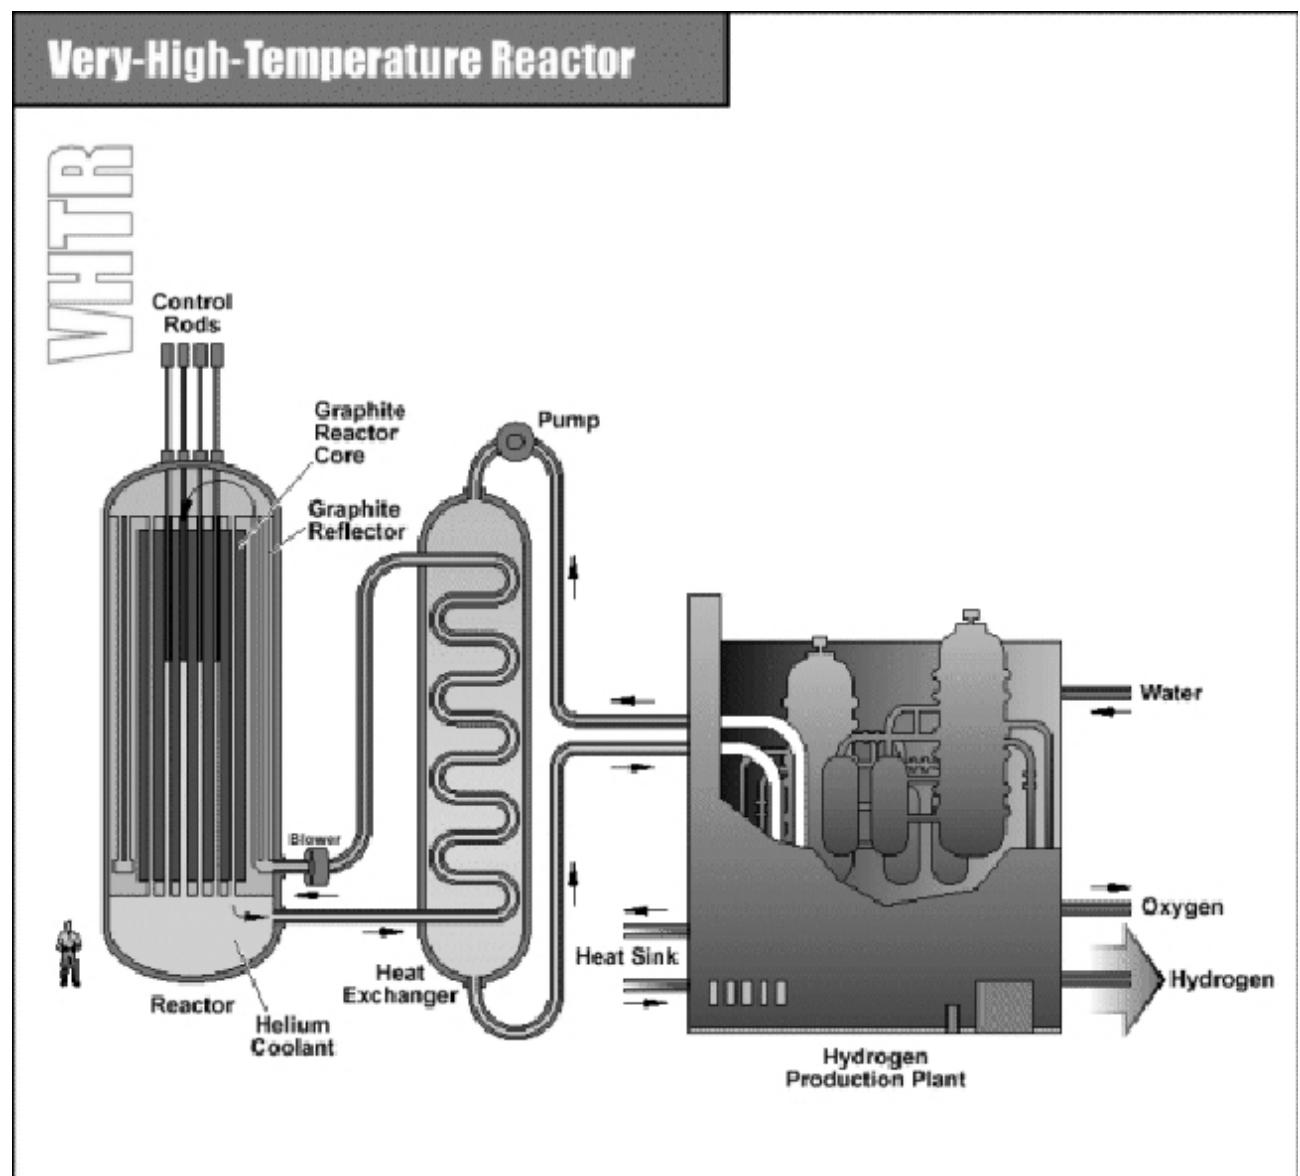 Very-High-Temperature Reactor
VHTR
Control
Rods
Graphite
Reactor
Core
Pump
Graphite
Reflector
Water
Blower
Oxygen
Heat Sink
Hydrogen
Heat
Exchanger
Reactor
Helium
Coolant
Hydrogen
Production Plant